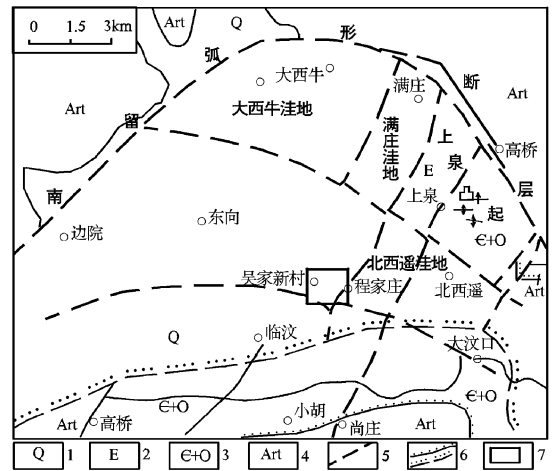 0 1.5 3km
Art
Q
Art
弧
形
大西牛
大西牛洼地
满庄
断
Art
Art
留
满庄洼地
上
泉
凸
起
高桥
E
上泉
层
南
边院
东向
Є+O
北西遥洼地
吴家新村
程家庄
北西遥
Art
Q
临汶
大汶口
Є+O
Є+O
Art
高桥
小胡
尚庄
Art
Art
Q 1
E 2
Є+O 3
Art 4
5
6
7